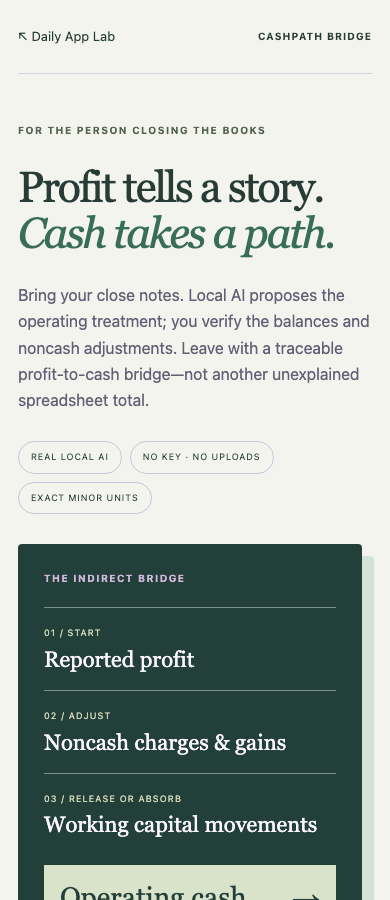 ↖ Daily App Lab
CASHPATH BRIDGE
FOR THE PERSON CLOSING THE BOOKS
Profit tells a story.
Cash takes a path.
Bring your close notes. Local AI proposes the
operating treatment; you verify the balances and
noncash adjustments. Leave with a traceable
profit-to-cash bridge—not another unexplained
spreadsheet total.
REAL LOCAL AI
NO KEY · NO UPLOADS
EXACT MINOR UNITS
THE INDIRECT BRIDGE
01 / START
Reported profit
02 / ADJUST
Noncash charges & gains
03 / RELEASE OR ABSORB
Working capital movements
Operating cash →